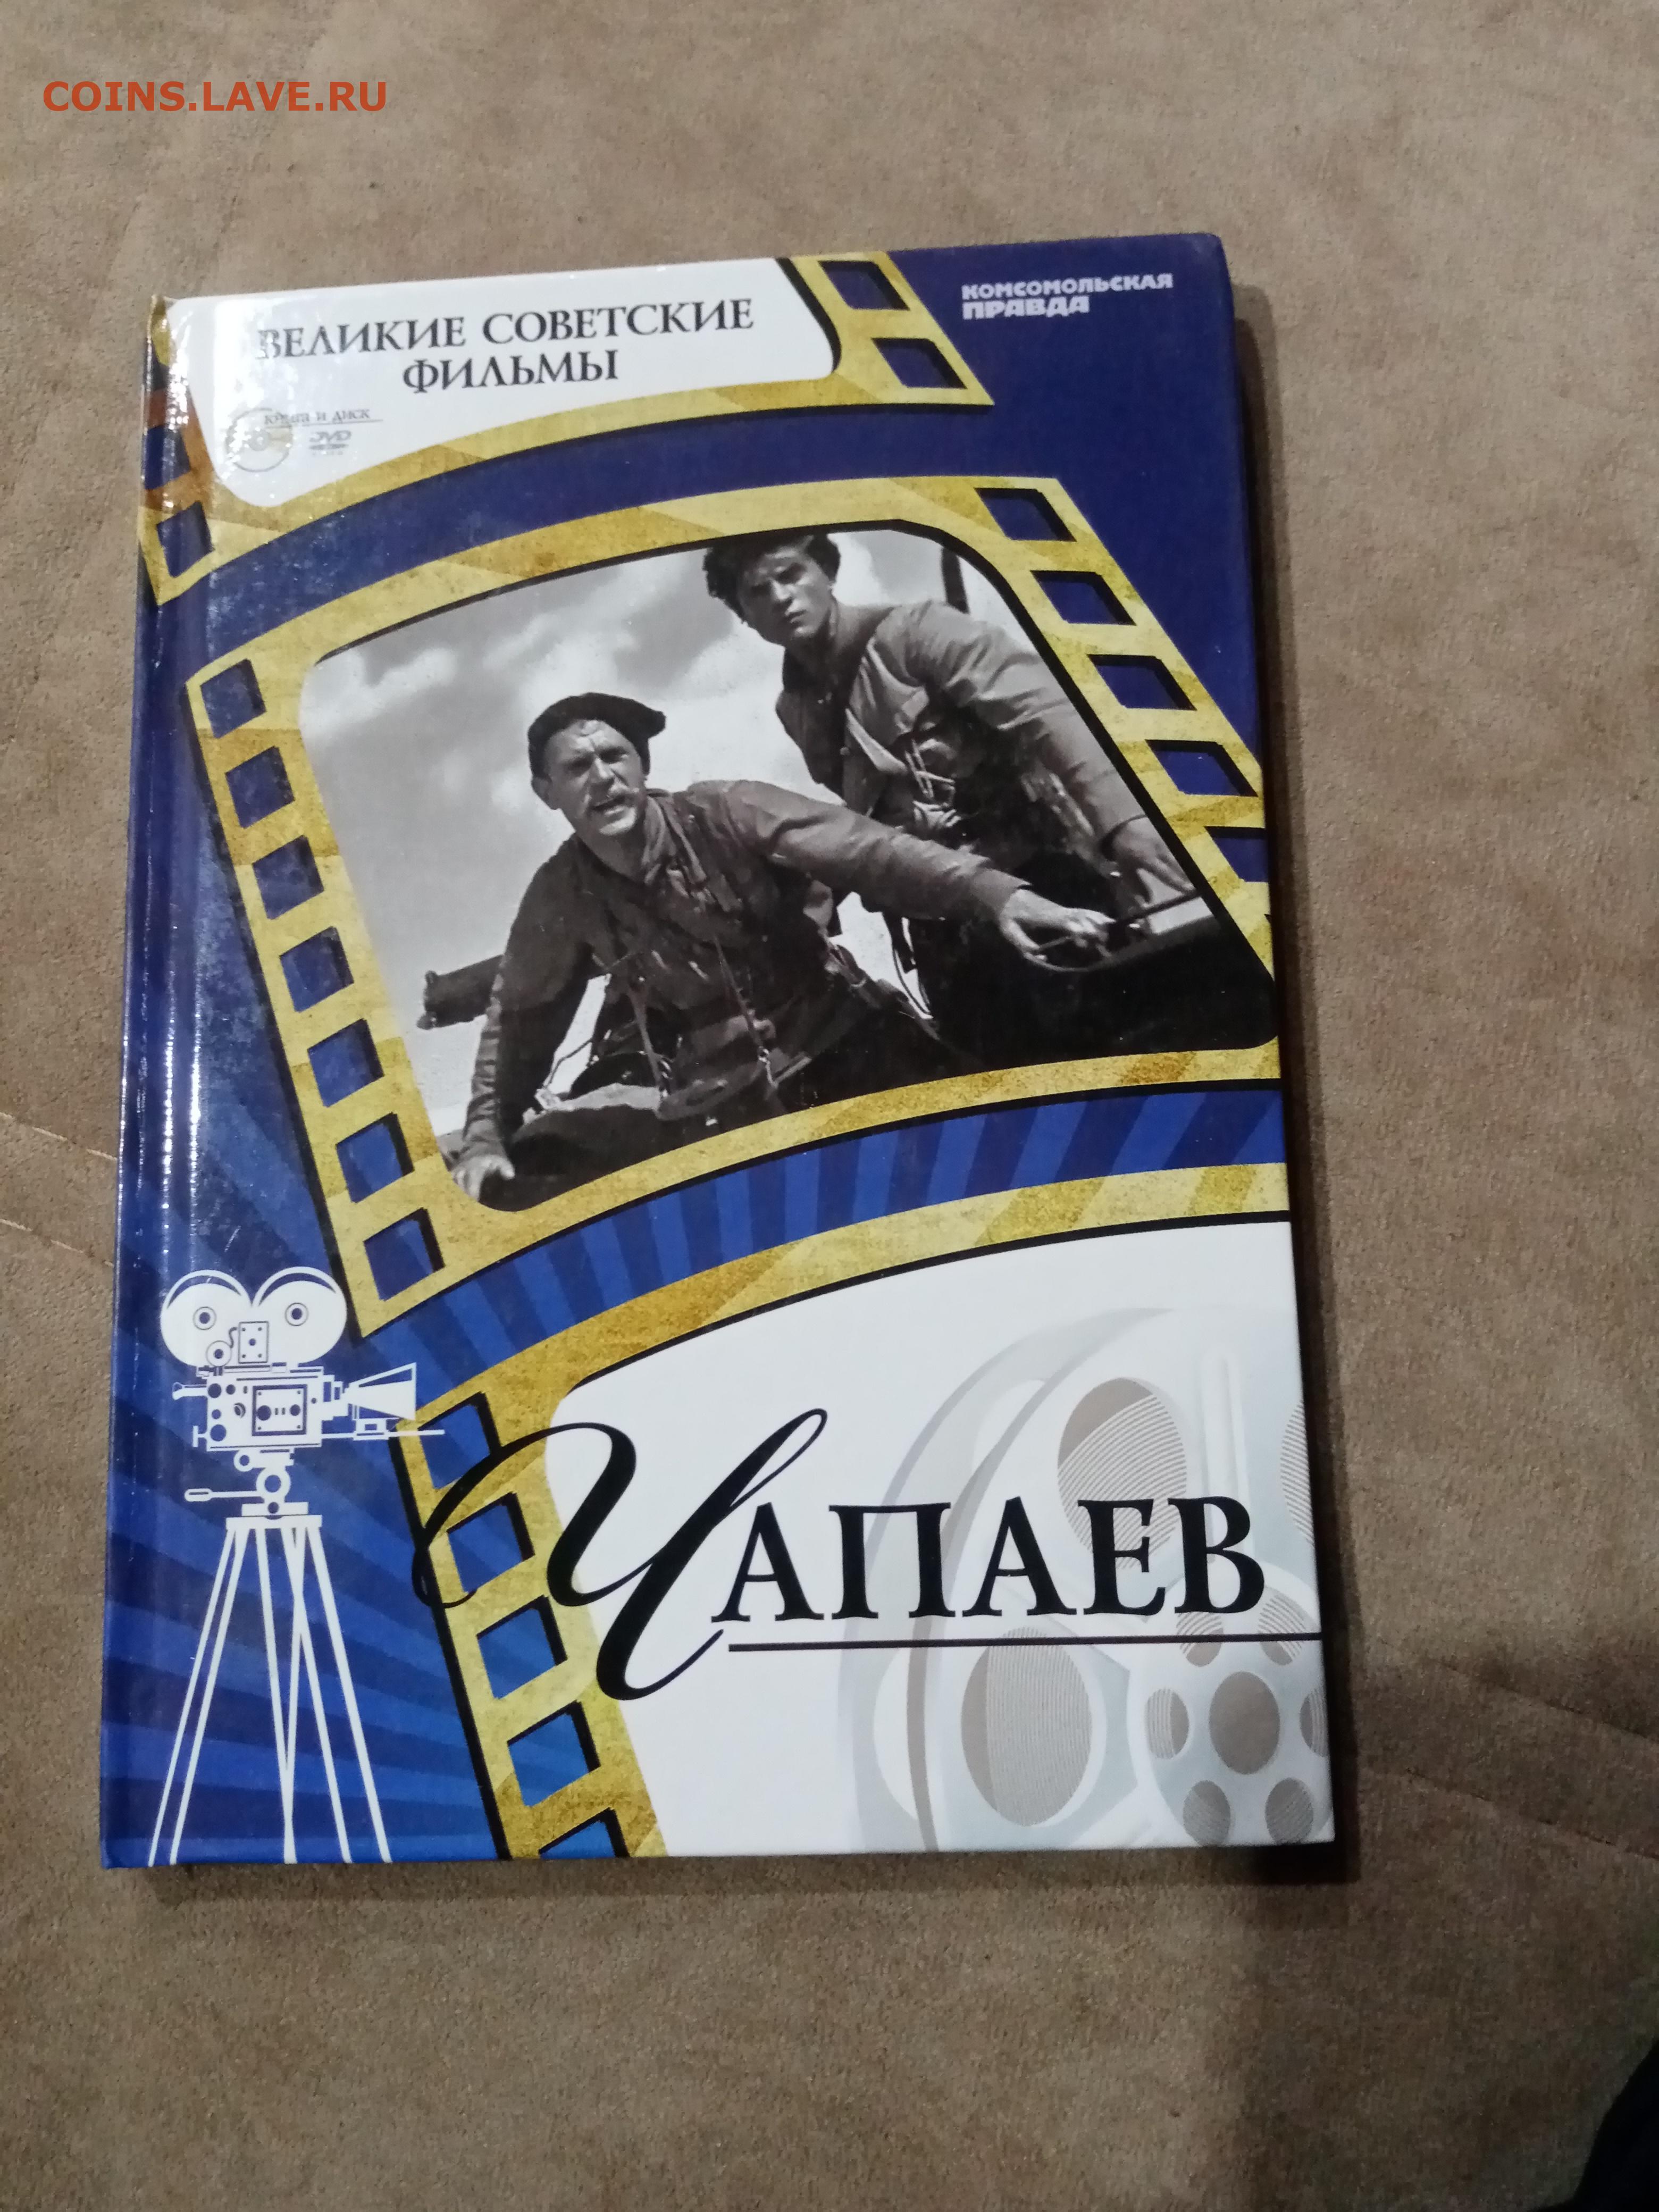 COINS.LAVE.RU
КОМСОМОЛЬСКАЯ
ПРАВДА
ВЕЛИКИЕ СОВЕТСКИЕ
ФИЛЬМЫ
книга и диск
DVD
ЧАПАЕВ